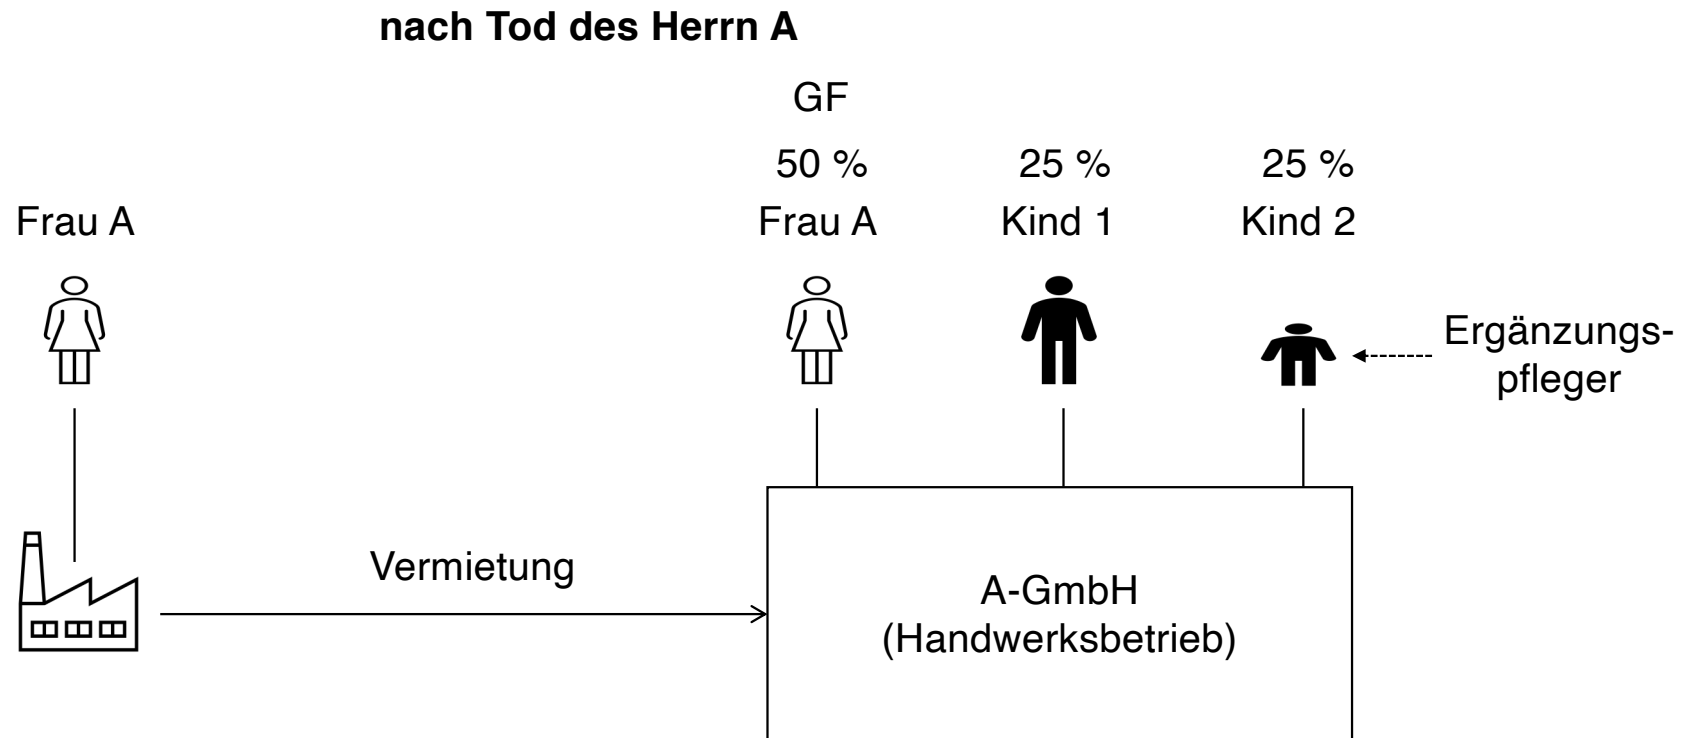 nach Tod des Herrn A
GF
50 % 25 % 25 %
Frau A Frau A Kind 1 Kind 2
Ergänzungs-
pfleger
Vermietung
A-GmbH
(Handwerksbetrieb)